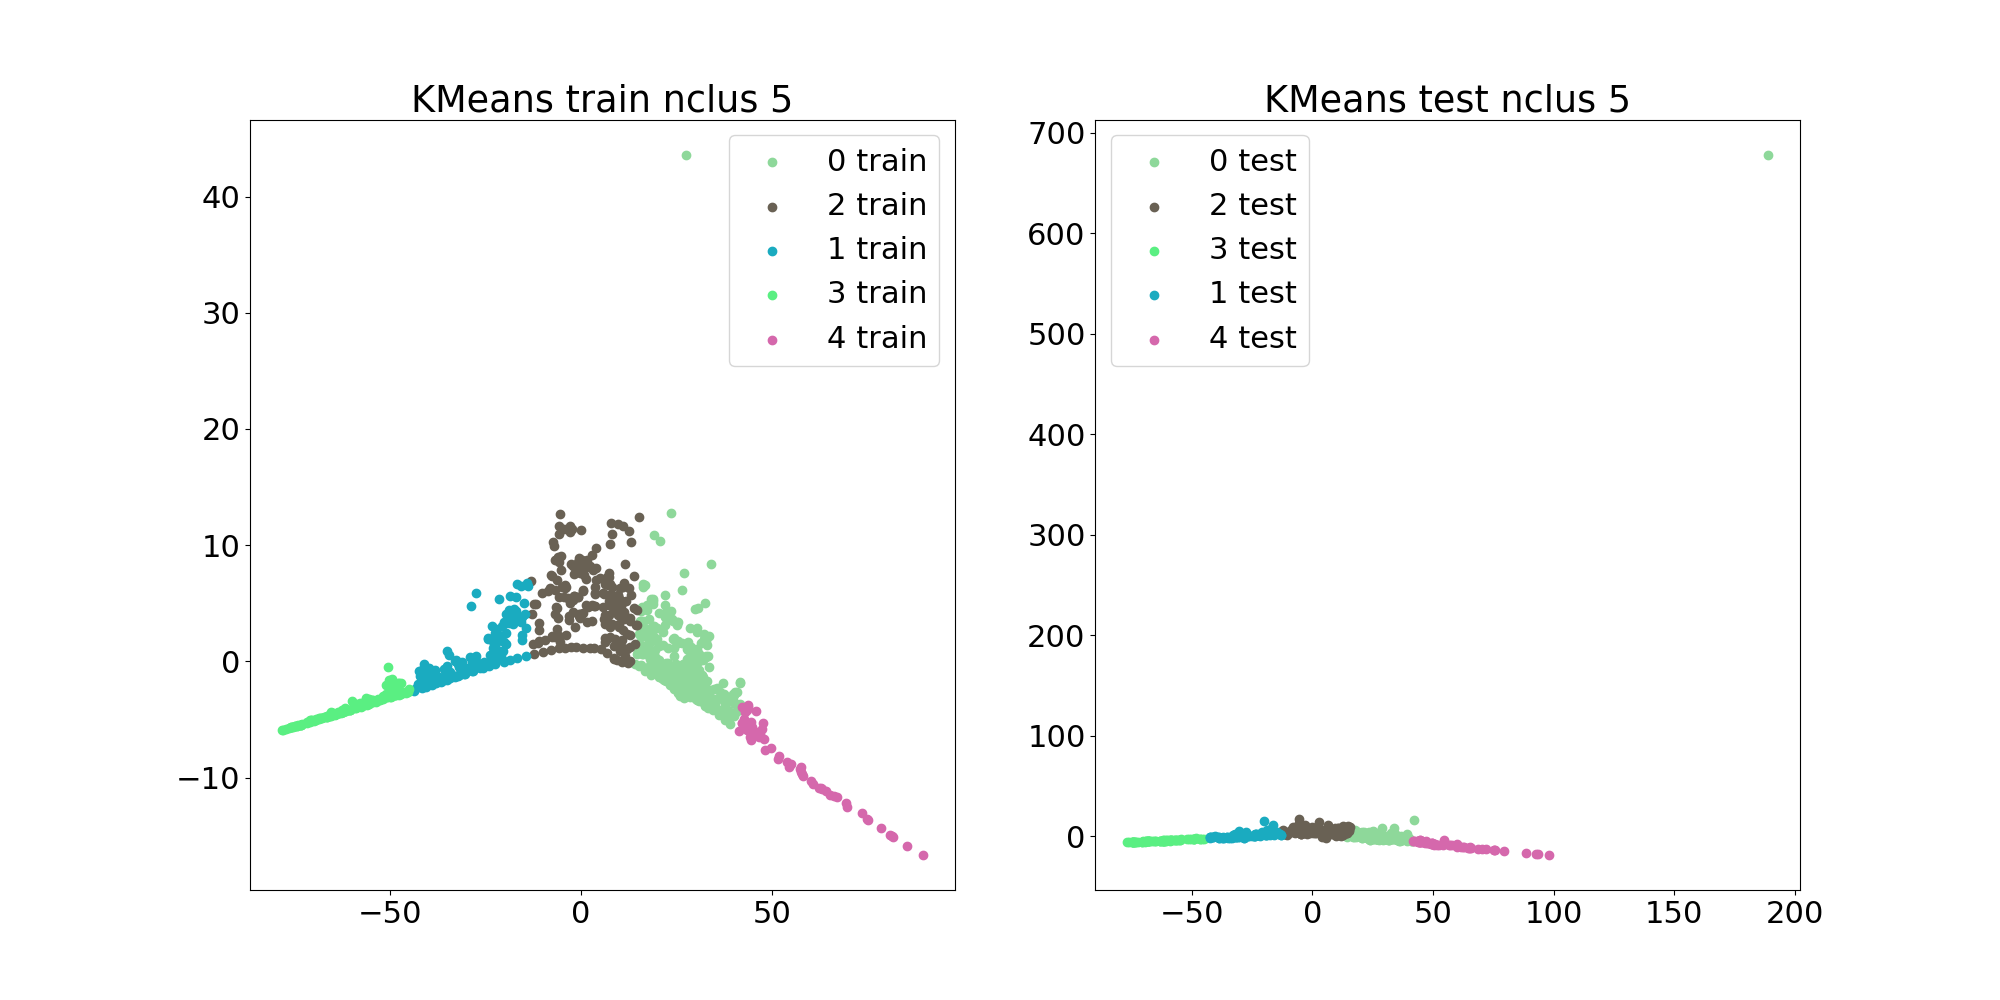 KMeans train nclus 5
40
30
20
10
0
−10
−50
0
50
0 train
2 train
1 train
3 train
4 train
KMeans test nclus 5
700
600
500
400
300
200
100
0
−50
0
50
100
150
200
0 test
2 test
3 test
1 test
4 test